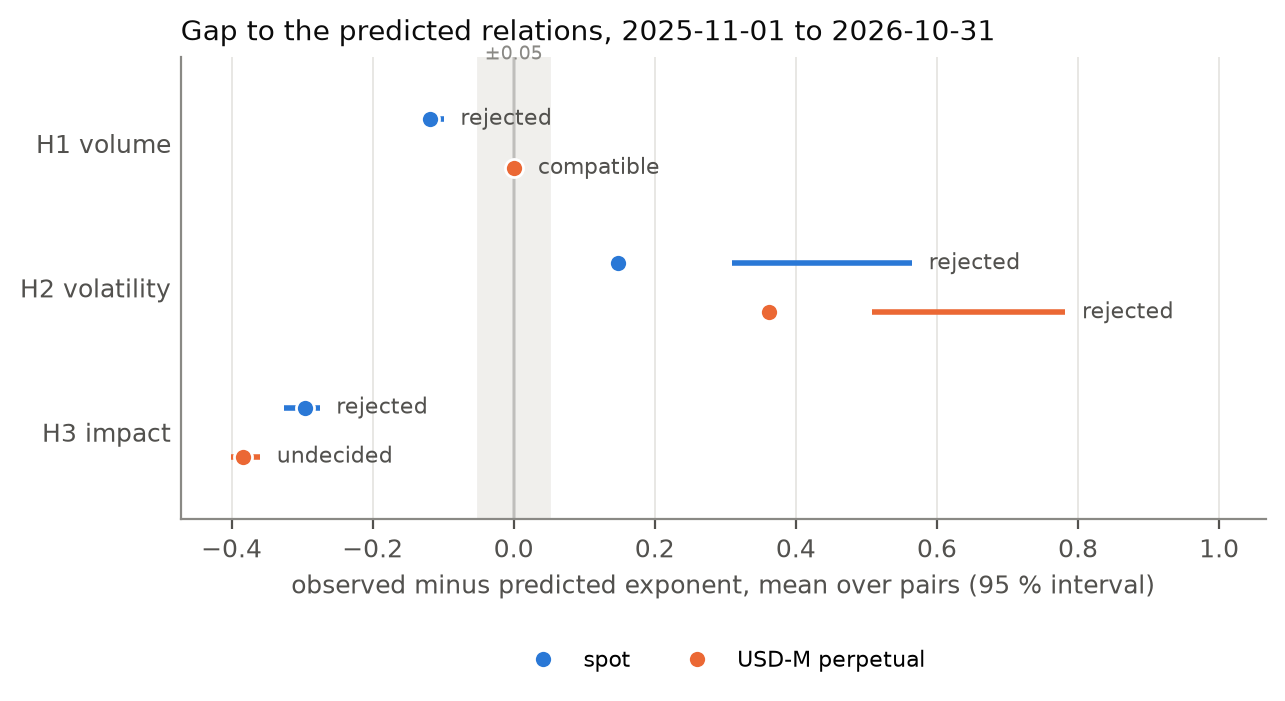 Gap to the predicted relations, 2025-11-01 to 2026-10-31
±0.05
H1 volume
rejected
compatible
H2 volatility
rejected
rejected
H3 impact
rejected
undecided
−0.4 −0.2 0.0 0.2 0.4 0.6 0.8 1.0
observed minus predicted exponent, mean over pairs (95 % interval)
spot USD-M perpetual